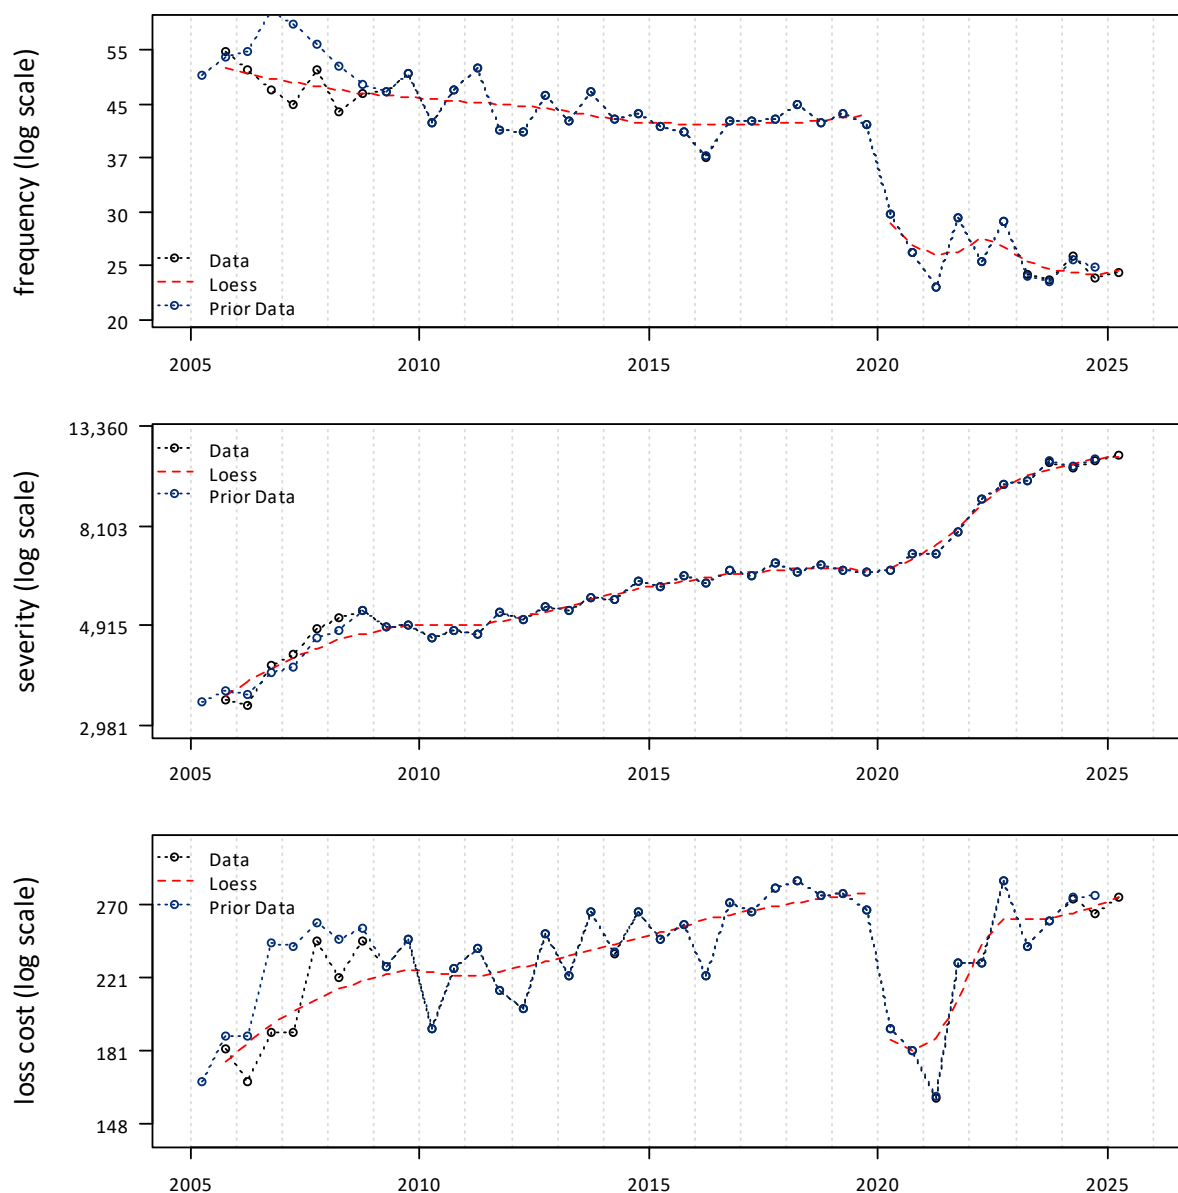 frequency (log scale)
55
45
37
30
25
20
Data
Loess
Prior Data
2005 2010 2015 2020 2025
severity (log scale)
13,360
8,103
4,915
2,981
Data
Loess
Prior Data
2005 2010 2015 2020 2025
loss cost (log scale)
270
221
181
148
Data
Loess
Prior Data
2005 2010 2015 2020 2025